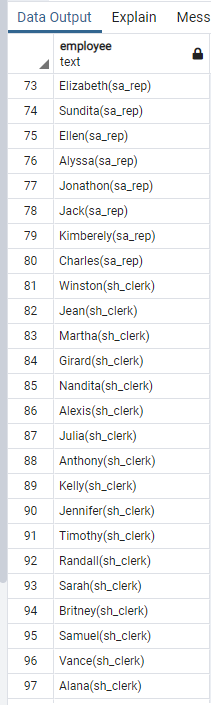 Data Output Explain Mess
employee
text
73 Elizabeth(sa_rep)
74 Sundita(sa_rep)
75 Ellen(sa_rep)
76 Alyssa(sa_rep)
77 Jonathon(sa_rep)
78 Jack(sa_rep)
79 Kimberely(sa_rep)
80 Charles(sa_rep)
81 Winston(sh_clerk)
82 Jean(sh_clerk)
83 Martha(sh_clerk)
84 Girard(sh_clerk)
85 Nandita(sh_clerk)
86 Alexis(sh_clerk)
87 Julia(sh_clerk)
88 Anthony(sh_clerk)
89 Kelly(sh_clerk)
90 Jennifer(sh_clerk)
91 Timothy(sh_clerk)
92 Randall(sh_clerk)
93 Sarah(sh_clerk)
94 Britney(sh_clerk)
95 Samuel(sh_clerk)
96 Vance(sh_clerk)
97 Alana(sh_clerk)